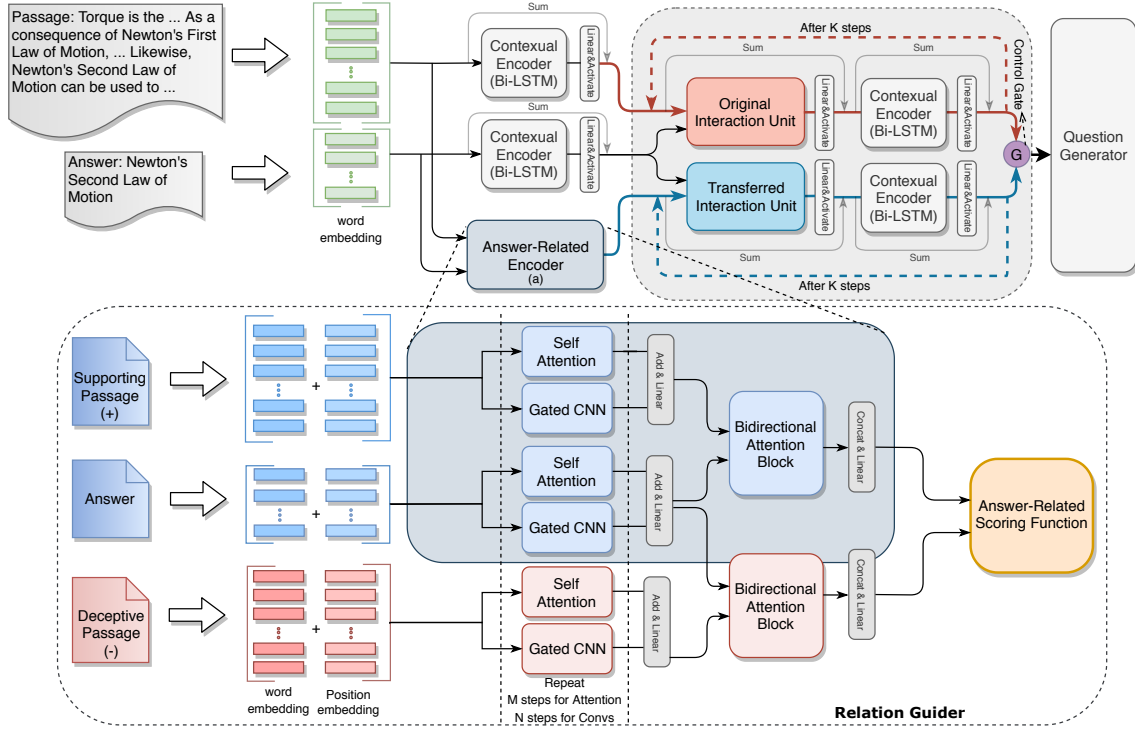 Passage: Torque is the ... As a
consequence of Newton's First
Law of Motion, ... Likewise,
Newton's Second Law of
Motion can be used to ...
Answer: Newton's
Second Law of
Motion
word
embedding
Sum
Contexual
Encoder
(Bi-LSTM)
Linear&Activate
Sum
Contexual
Encoder
(Bi-LSTM)
Linear&Activate
Answer-Related
Encoder
(a)
After K steps
Sum
Sum
Original
Interaction Unit
Linear&Activate
Contexual
Encoder
(Bi-LSTM)
Linear&Activate
Control Gate
G
Transferred
Interaction Unit
Linear&Activate
Contexual
Encoder
(Bi-LSTM)
Linear&Activate
Sum
Sum
After K steps
Question
Generator
Supporting
Passage
(+)
+
Self
Attention
Gated CNN
Add & Linear
Bidirectional
Attention
Block
Concat & Linear
Answer
+
Self
Attention
Gated CNN
Add & Linear
Answer-Related
Scoring Function
Deceptive
Passage
(-)
+
Self
Attention
Gated CNN
Add & Linear
Bidirectional
Attention
Block
Concat & Linear
word
embedding
Position
embedding
Repeat
M steps for Attention
N steps for Convs
Relation Guider